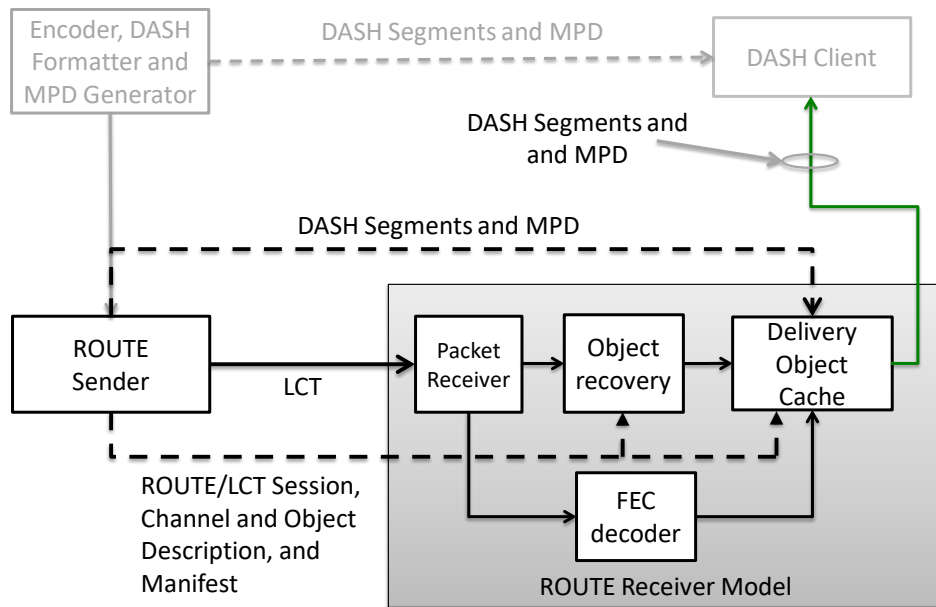 Encoder, DASH
Formatter and
MPD Generator
DASH Segments and MPD
DASH Client
DASH Segments and
and MPD
DASH Segments and MPD
ROUTE
Sender
LCT
Packet
Receiver
Object
recovery
Delivery
Object
Cache
ROUTE/LCT Session,
Channel and Object
Description, and
Manifest
FEC
decoder
ROUTE Receiver Model